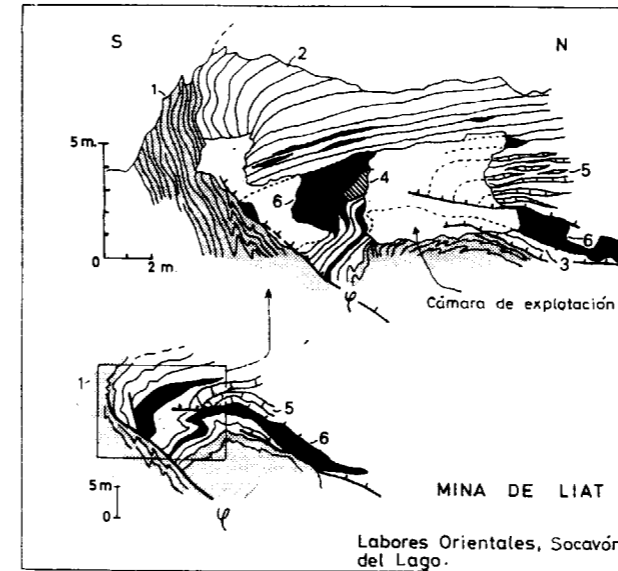 S
N
1
2
5 m.
4
5
6
6
3
0
2 m.
φ
Cámara de explotación
1
5
6
5 m
0
φ
MINA DE LIAT
Labores Orientales, Socavón
del Lago.